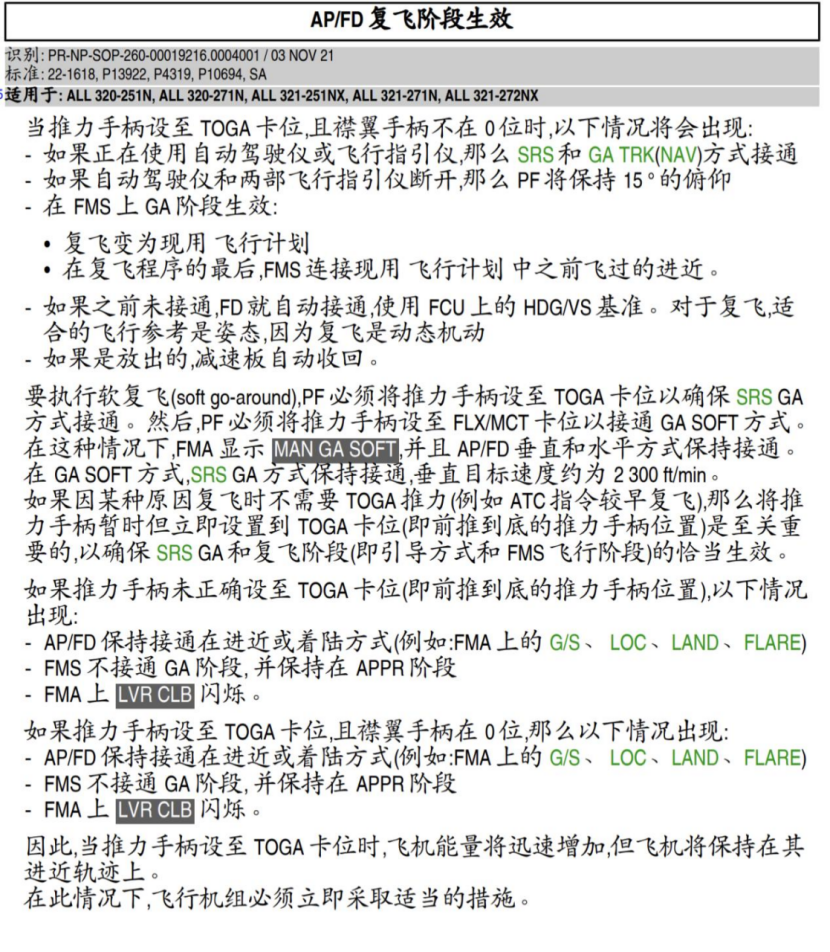 AP/FD 复飞阶段生效
识别: PR-NP-SOP-260-00019216.0004001 / 03 NOV 21
标准: 22-1618, P13922, P4319, P10694, SA
适用于: ALL 320-251N, ALL 320-271N, ALL 321-251NX, ALL 321-271N, ALL 321-272NX
当推力手柄设至 TOGA 卡位,且襟翼手柄不在 0 位时,以下情况将会出现:
- 如果正在使用自动驾驶仪或飞行指引仪,那么 SRS 和 GA TRK(NAV)方式接通
- 如果自动驾驶仪和两部飞行指引仪断开,那么 PF 将保持 15°的俯仰
- 在 FMS 上 GA 阶段生效:
• 复飞变为现用 飞行计划
• 在复飞程序的最后,FMS 连接现用 飞行计划 中之前飞过的进近。
- 如果之前未接通,FD 就自动接通,使用 FCU 上的 HDG/VS 基准。对于复飞,适
合的飞行参考是姿态,因为复飞是动态机动
- 如果是放出的,减速板自动收回。
要执行软复飞(soft go-around),PF 必须将推力手柄设至 TOGA 卡位以确保 SRS GA
方式接通。然后,PF 必须将推力手柄设至 FLX/MCT 卡位以接通 GA SOFT 方式。
在这种情况下,FMA 显示 MAN GA SOFT,并且 AP/FD 垂直和水平方式保持接通。
在 GA SOFT 方式,SRS GA 方式保持接通,垂直目标速度约为 2 300 ft/min。
如果因某种原因复飞时不需要 TOGA 推力(例如 ATC 指令较早复飞),那么将推
力手柄暂时但立即设置到 TOGA 卡位(即前推到底的推力手柄位置)是至关重
要的,以确保 SRS GA 和复飞阶段(即引导方式和 FMS 飞行阶段)的恰当生效。
如果推力手柄未正确设至 TOGA 卡位(即前推到底的推力手柄位置),以下情况
出现:
- AP/FD 保持接通在进近或着陆方式(例如:FMA 上的 G/S、 LOC、LAND、FLARE)
- FMS 不接通 GA 阶段, 并保持在 APPR 阶段
- FMA 上 LVR CLB 闪烁。
如果推力手柄设至 TOGA 卡位,且襟翼手柄在 0 位,那么以下情况出现:
- AP/FD 保持接通在进近或着陆方式(例如:FMA 上的 G/S、 LOC、LAND、FLARE)
- FMS 不接通 GA 阶段, 并保持在 APPR 阶段
- FMA 上 LVR CLB 闪烁。
因此,当推力手柄设至 TOGA 卡位时,飞机能量将迅速增加,但飞机将保持在其
进近轨迹上。
在此情况下,飞行机组必须立即采取适当的措施。